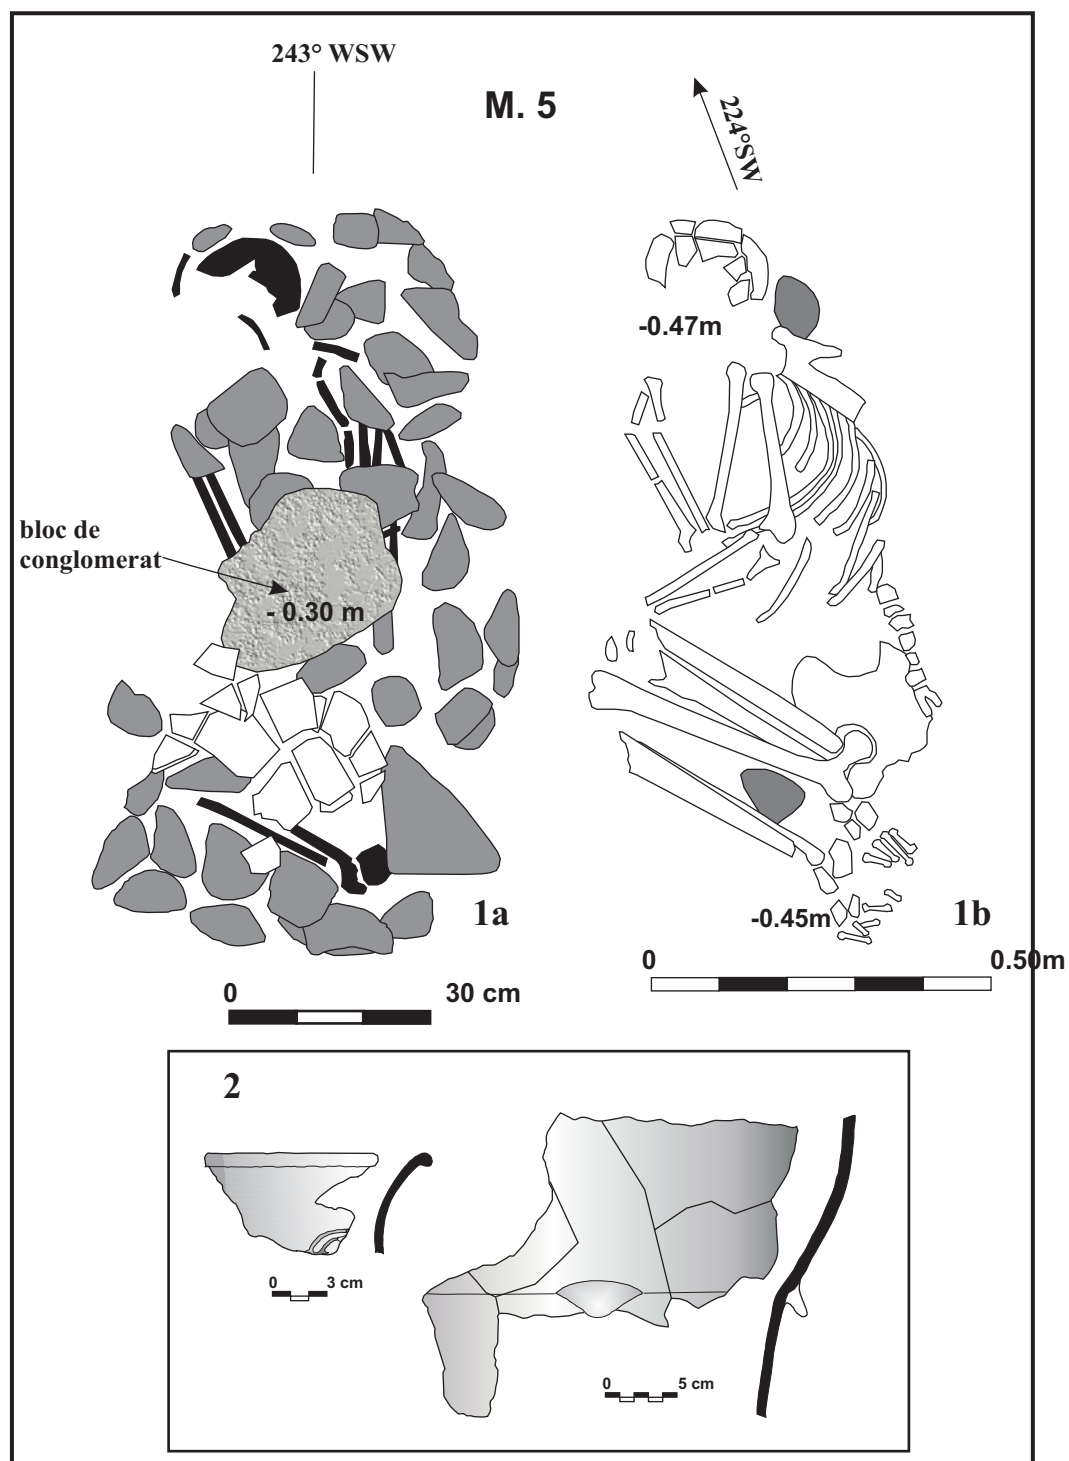 243° WSW
M. 5
224°SW
-0.47m
bloc de
conglomerat
- 0.30 m
1a
-0.45m
1b
0 30 cm
0 0.50m
2
0 3 cm
0 5 cm